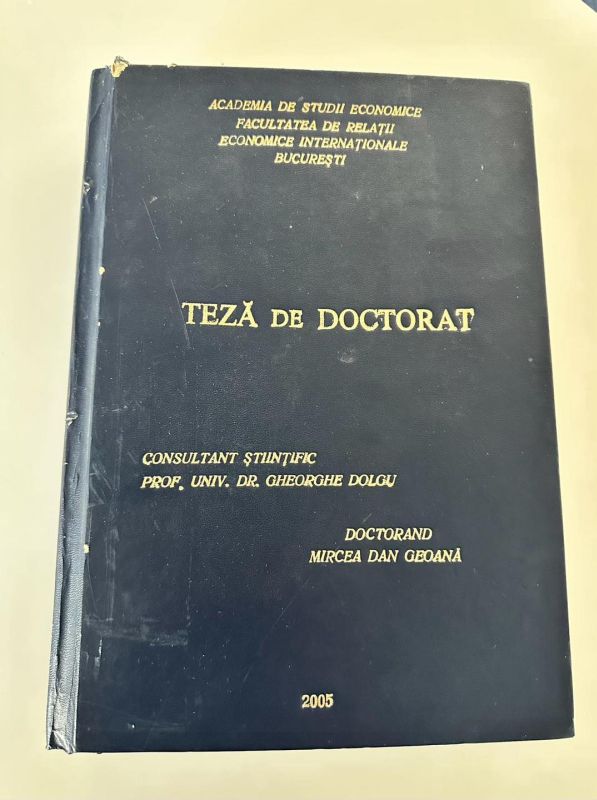 ACADEMIA DE STUDII ECONOMICE
FACULTATEA DE RELAȚII
ECONOMICE INTERNAȚIONALE
BUCUREȘTI
TEZĂ DE DOCTORAT
CONSULTANT ȘTIINȚIFIC
PROF. UNIV. DR. GHEORGHE DOLGU
DOCTORAND
MIRCEA DAN GEOANĂ
2005